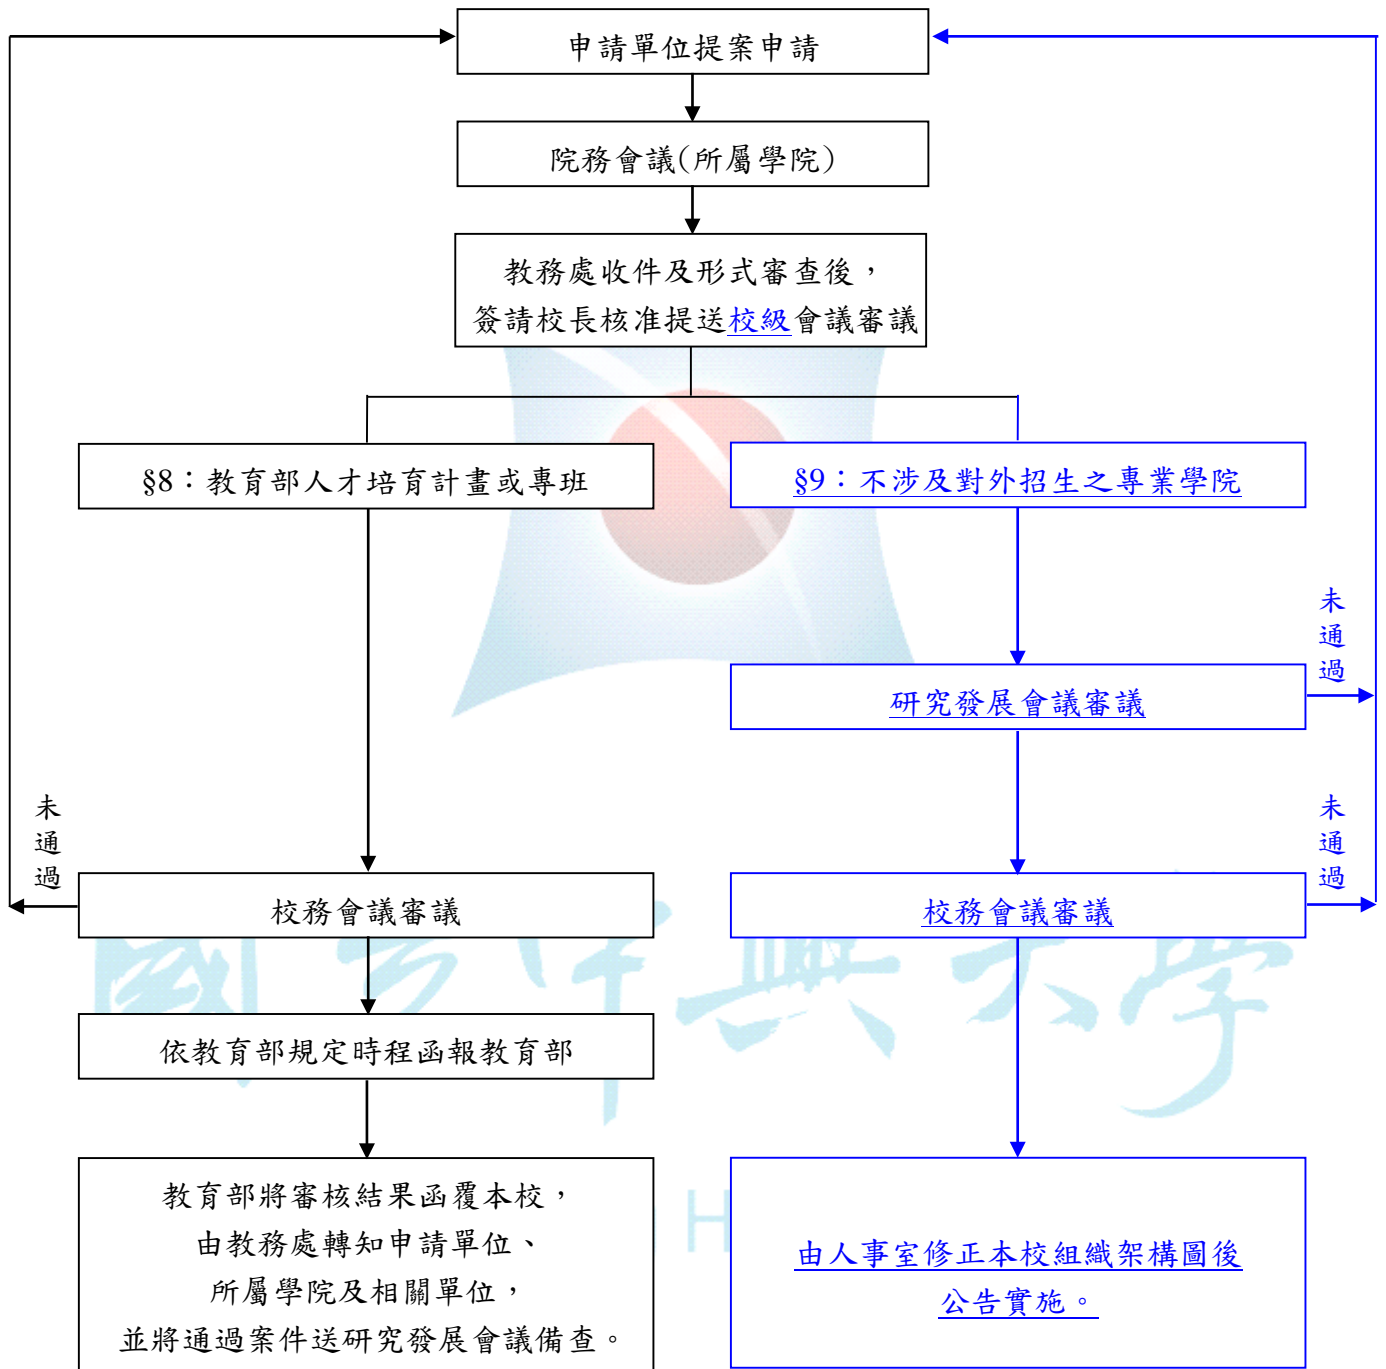 申請單位提案申請
院務會議(所屬學院)
教務處收件及形式審查後，
簽請校長核准提送校級會議審議
§8：教育部人才培育計畫或專班
§9：不涉及對外招生之專業學院
未通過
研究發展會議審議
未通過
未通過
校務會議審議
校務會議審議
國立中興大學
依教育部規定時程函報教育部
教育部將審核結果函覆本校，
由教務處轉知申請單位、
所屬學院及相關單位，
並將通過案件送研究發展會議備查。
H
由人事室修正本校組織架構圖後
公告實施。